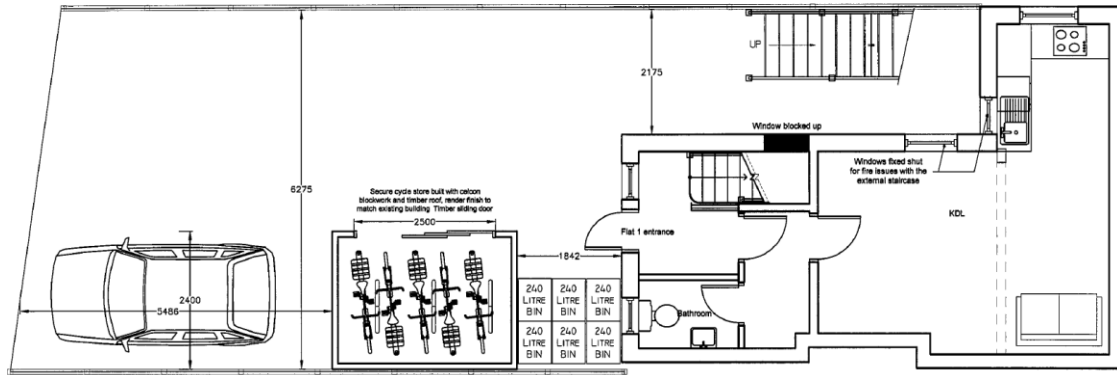 UP
2175
Window blocked up
Windows fixed shut
for fire issues with the
external staircase
6275
Secure cycle store built with celcon
blockwork and timber roof, render finish to
match existing building Timber sliding door
2500
Flat 1 entrance
KDL
1842
2400
5486
240
LITRE
BIN
240
LITRE
BIN
240
LITRE
BIN
240
LITRE
BIN
240
LITRE
BIN
240
LITRE
BIN
Bathroom